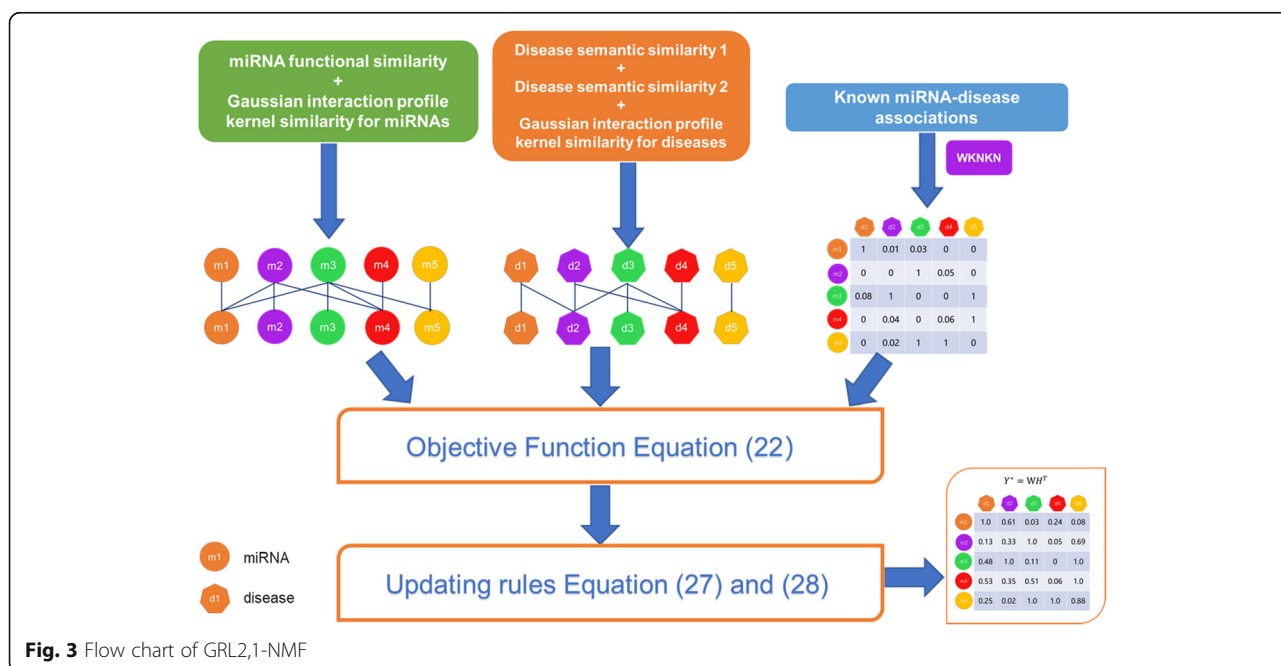 miRNA functional similarity
+
Gaussian interaction profile
kernel similarity for miRNAs
Disease semantic similarity 1
+
Disease semantic similarity 2
+
Gaussian interaction profile
kernel similarity for diseases
Known miRNA-disease
associations
WKNKN
m1 m2 m3 m4 m5
m1 m2 m3 m4 m5
d1 d2 d3 d4 d5
d1 d2 d3 d4 d5
d1 d2 d3 d4 d5
m1 1 0.01 0.03 0 0
m2 0 0 1 0.05 0
m3 0.08 1 0 0 1
m4 0 0.04 0 0.06 1
m5 0 0.02 1 1 0
Objective Function Equation (22)
Updating rules Equation (27) and (28)
m1 miRNA
d1 disease
Y* = WHᵀ
d1 d2 d3 d4 d5
m1 1.0 0.61 0.03 0.24 0.08
m2 0.13 0.33 1.0 0.05 0.69
m3 0.48 1.0 0.11 0 1.0
m4 0.53 0.35 0.51 0.06 1.0
m5 0.25 0.02 1.0 1.0 0.88
Fig. 3 Flow chart of GRL2,1-NMF